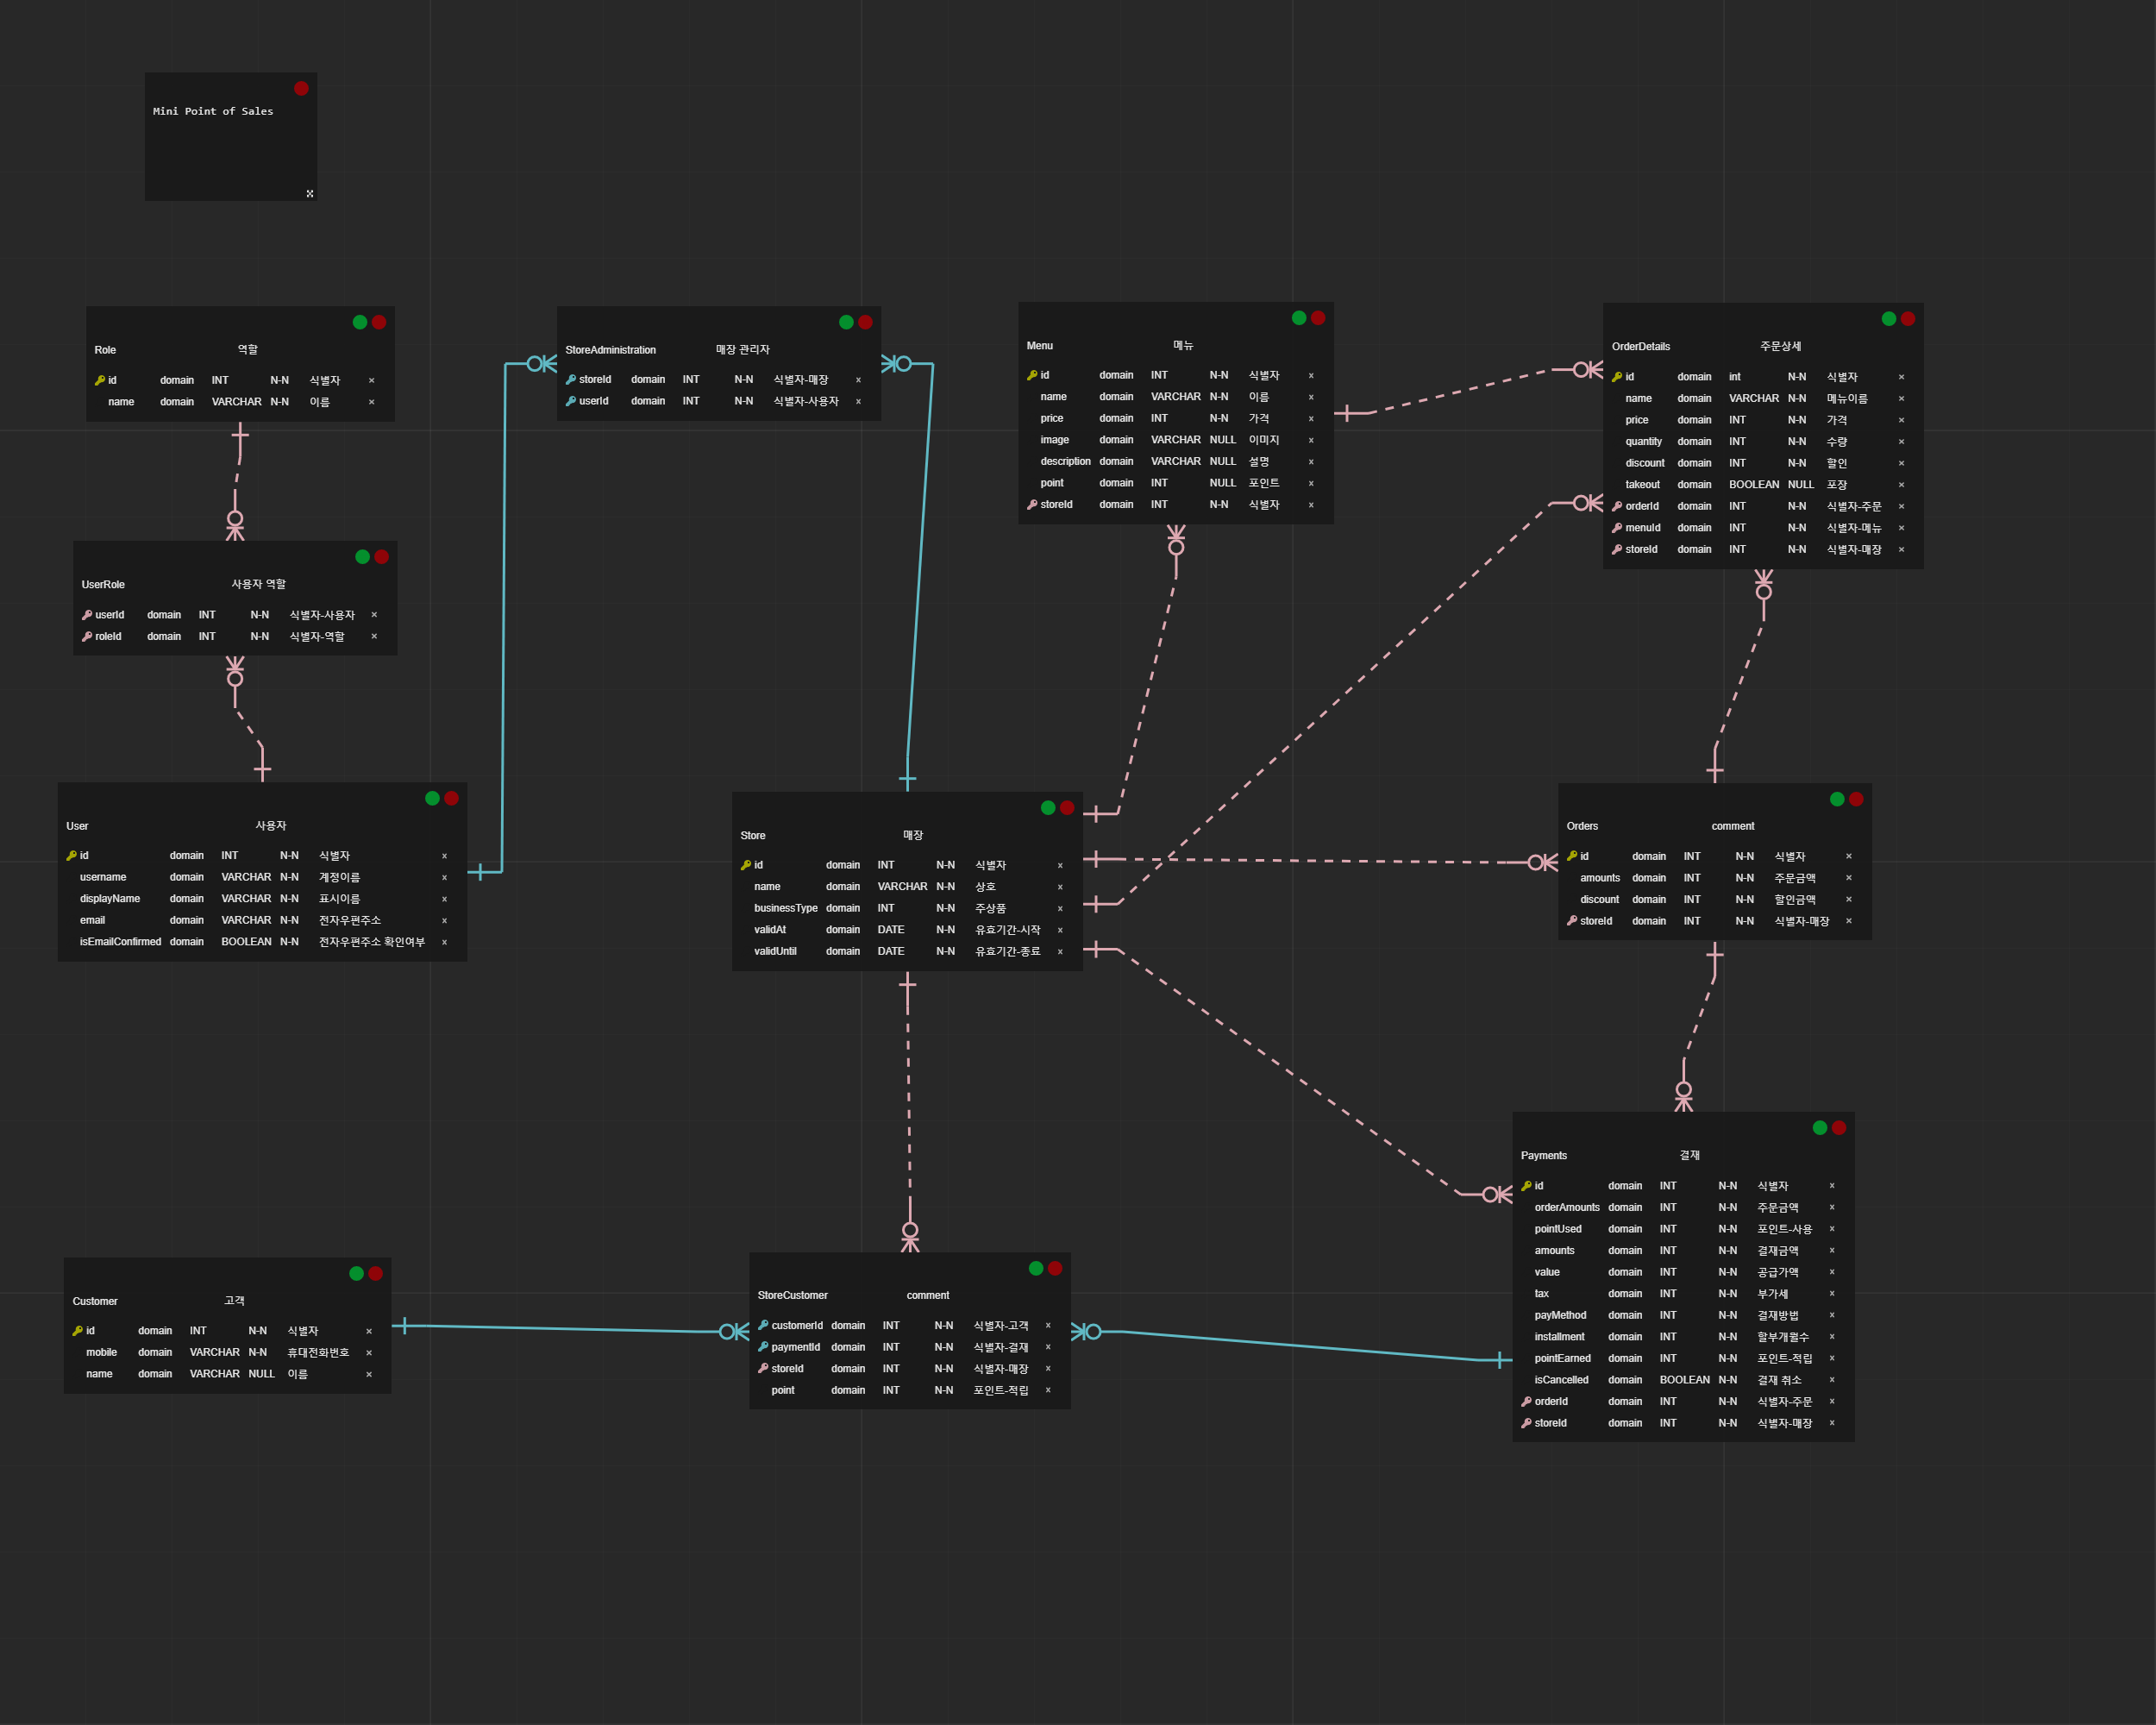 Mini Point of Sales
Role 역할
id domain INT N-N 식별자 ×
name domain VARCHAR N-N 이름 ×
StoreAdministration 매장 관리자
storeId domain INT N-N 식별자-매장 ×
userId domain INT N-N 식별자-사용자 ×
Menu 메뉴
id domain INT N-N 식별자 ×
name domain VARCHAR N-N 이름 ×
price domain INT N-N 가격 ×
image domain VARCHAR NULL 이미지 ×
description domain VARCHAR NULL 설명 ×
point domain INT NULL 포인트 ×
storeId domain INT N-N 식별자 ×
OrderDetails 주문상세
id domain int N-N 식별자 ×
name domain VARCHAR N-N 메뉴이름 ×
price domain INT N-N 가격 ×
quantity domain INT N-N 수량 ×
discount domain INT N-N 할인 ×
takeout domain BOOLEAN NULL 포장 ×
orderId domain INT N-N 식별자-주문 ×
menuId domain INT N-N 식별자-메뉴 ×
storeId domain INT N-N 식별자-매장 ×
UserRole 사용자 역할
userId domain INT N-N 식별자-사용자 ×
roleId domain INT N-N 식별자-역할 ×
User 사용자
id domain INT N-N 식별자 ×
username domain VARCHAR N-N 계정이름 ×
displayName domain VARCHAR N-N 표시이름 ×
email domain VARCHAR N-N 전자우편주소 ×
isEmailConfirmed domain BOOLEAN N-N 전자우편주소 확인여부 ×
Store 매장
id domain INT N-N 식별자 ×
name domain VARCHAR N-N 상호 ×
businessType domain INT N-N 주상품 ×
validAt domain DATE N-N 유효기간-시작 ×
validUntil domain DATE N-N 유효기간-종료 ×
Orders comment
id domain INT N-N 식별자 ×
amounts domain INT N-N 주문금액 ×
discount domain INT N-N 할인금액 ×
storeId domain INT N-N 식별자-매장 ×
Payments 결재
id domain INT N-N 식별자 ×
orderAmounts domain INT N-N 주문금액 ×
pointUsed domain INT N-N 포인트-사용 ×
amounts domain INT N-N 결재금액 ×
value domain INT N-N 공급가액 ×
tax domain INT N-N 부가세 ×
payMethod domain INT N-N 결재방법 ×
installment domain INT N-N 할부개월수 ×
pointEarned domain INT N-N 포인트-적립 ×
isCancelled domain BOOLEAN N-N 결재 취소 ×
orderId domain INT N-N 식별자-주문 ×
storeId domain INT N-N 식별자-매장 ×
Customer 고객
id domain INT N-N 식별자 ×
mobile domain VARCHAR N-N 휴대전화번호 ×
name domain VARCHAR NULL 이름 ×
StoreCustomer comment
customerId domain INT N-N 식별자-고객 ×
paymentId domain INT N-N 식별자-결재 ×
storeId domain INT N-N 식별자-매장 ×
point domain INT N-N 포인트-적립 ×